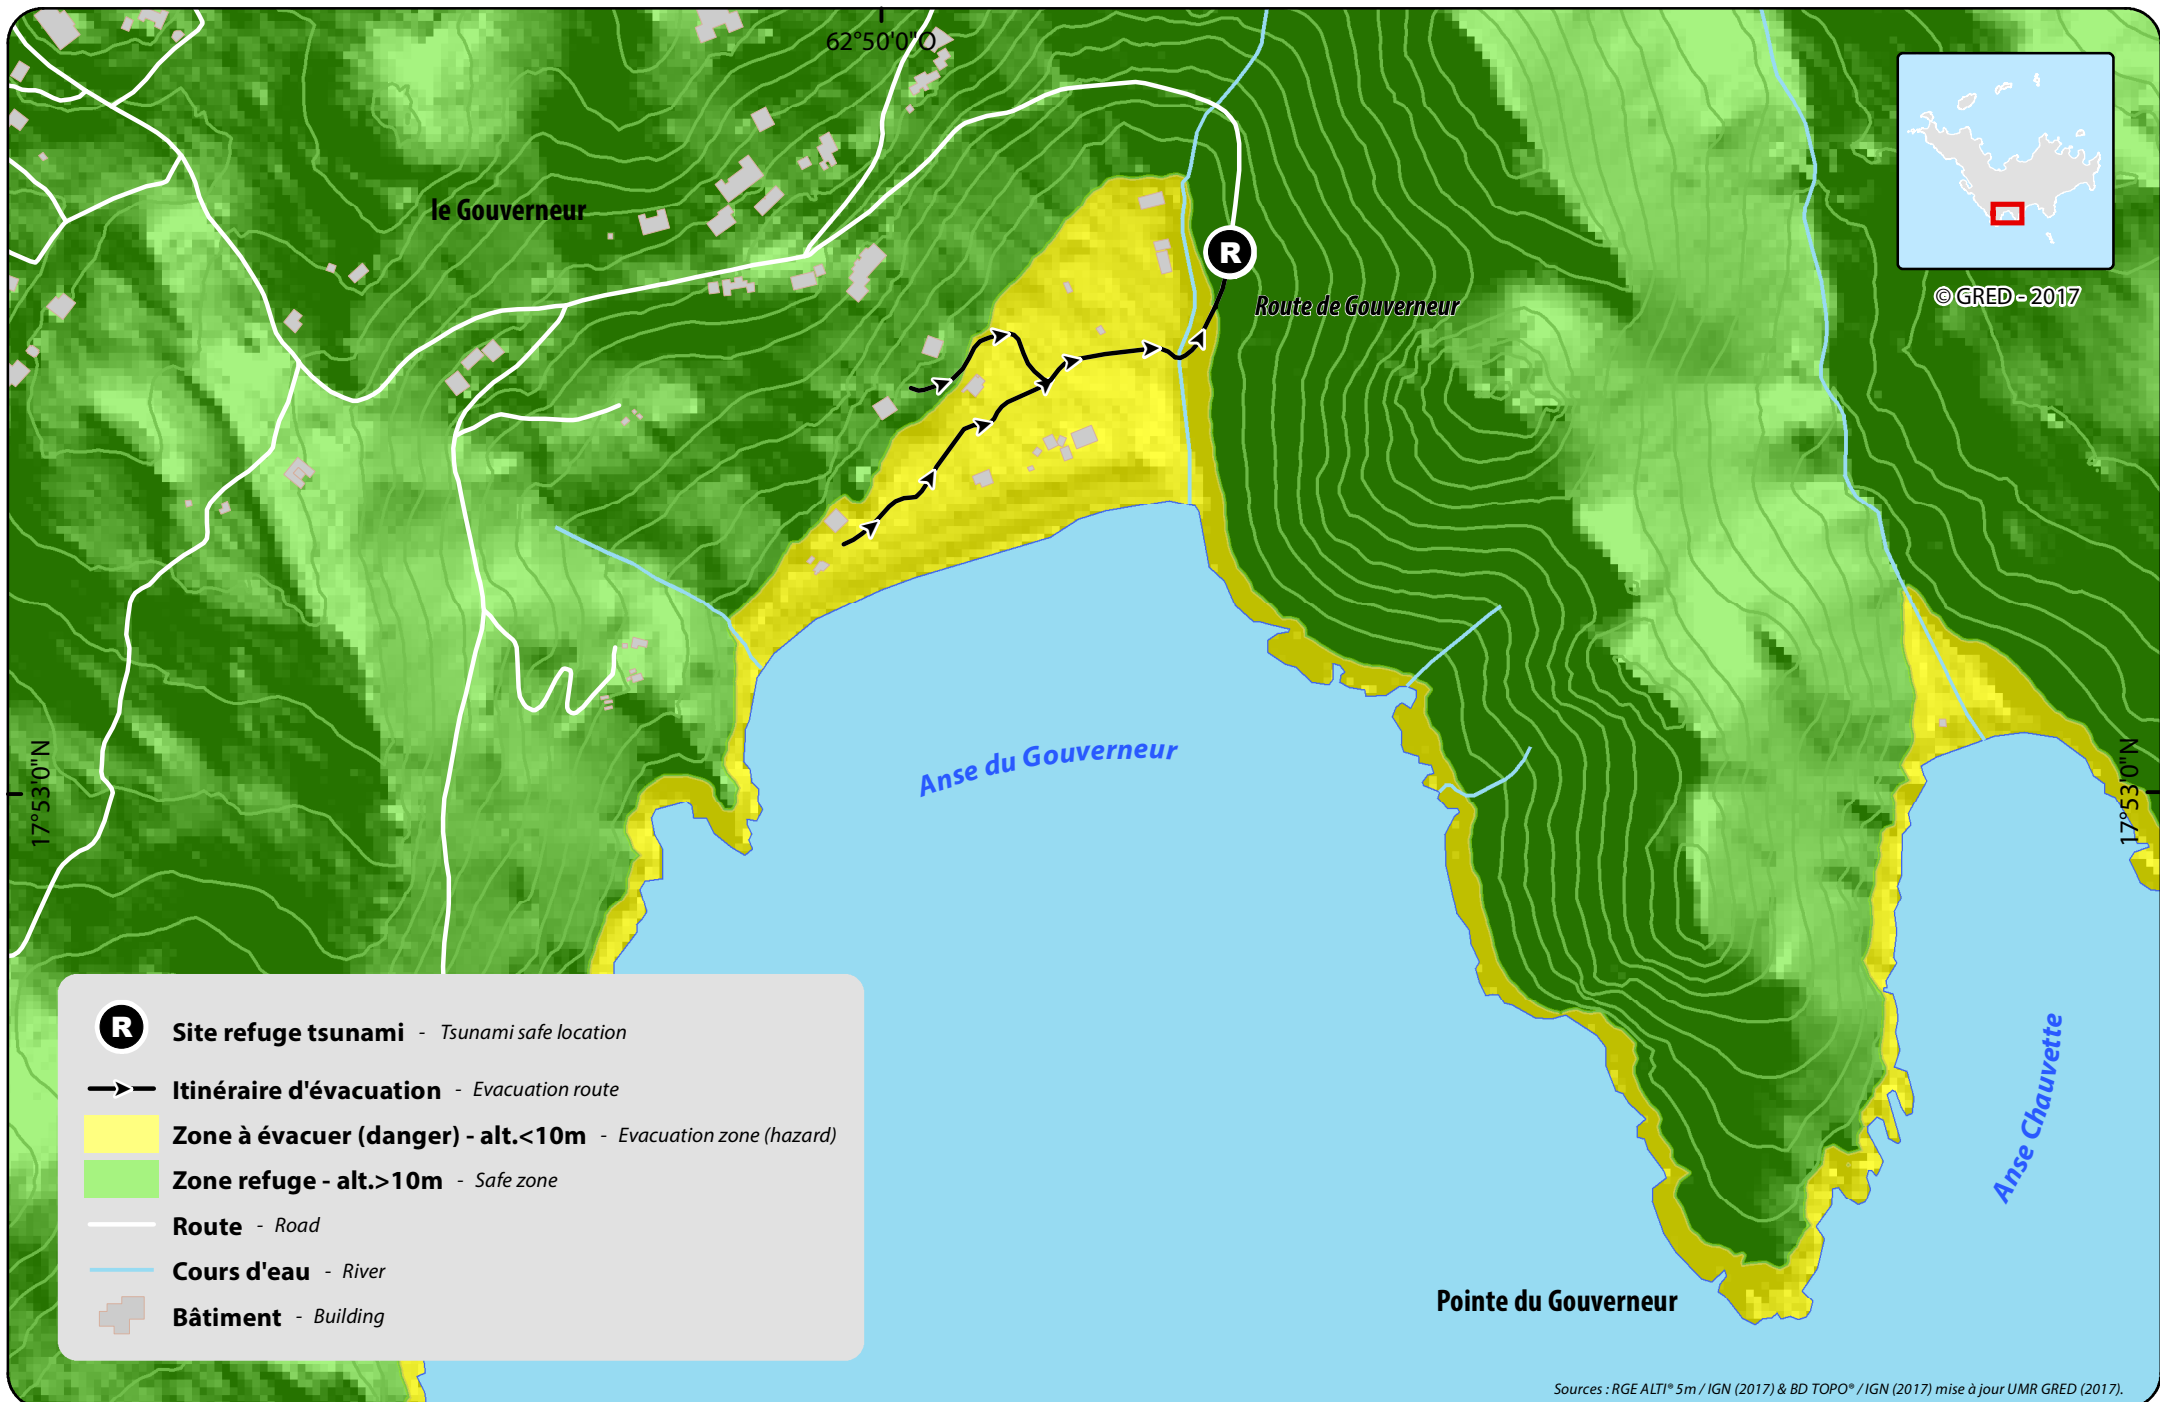 62°50'0"O
le Gouverneur
R
Route de Gouverneur
© GRED - 2017
17°53'0"N
17°53'0"N
Anse du Gouverneur
Anse Chauvette
Pointe du Gouverneur
R Site refuge tsunami - Tsunami safe location
Itinéraire d'évacuation - Evacuation route
Zone à évacuer (danger) - alt.<10m - Evacuation zone (hazard)
Zone refuge - alt.>10m - Safe zone
Route - Road
Cours d'eau - River
Bâtiment - Building
Sources : RGE ALTI® 5m / IGN (2017) & BD TOPO® / IGN (2017) mise à jour UMR GRED (2017).